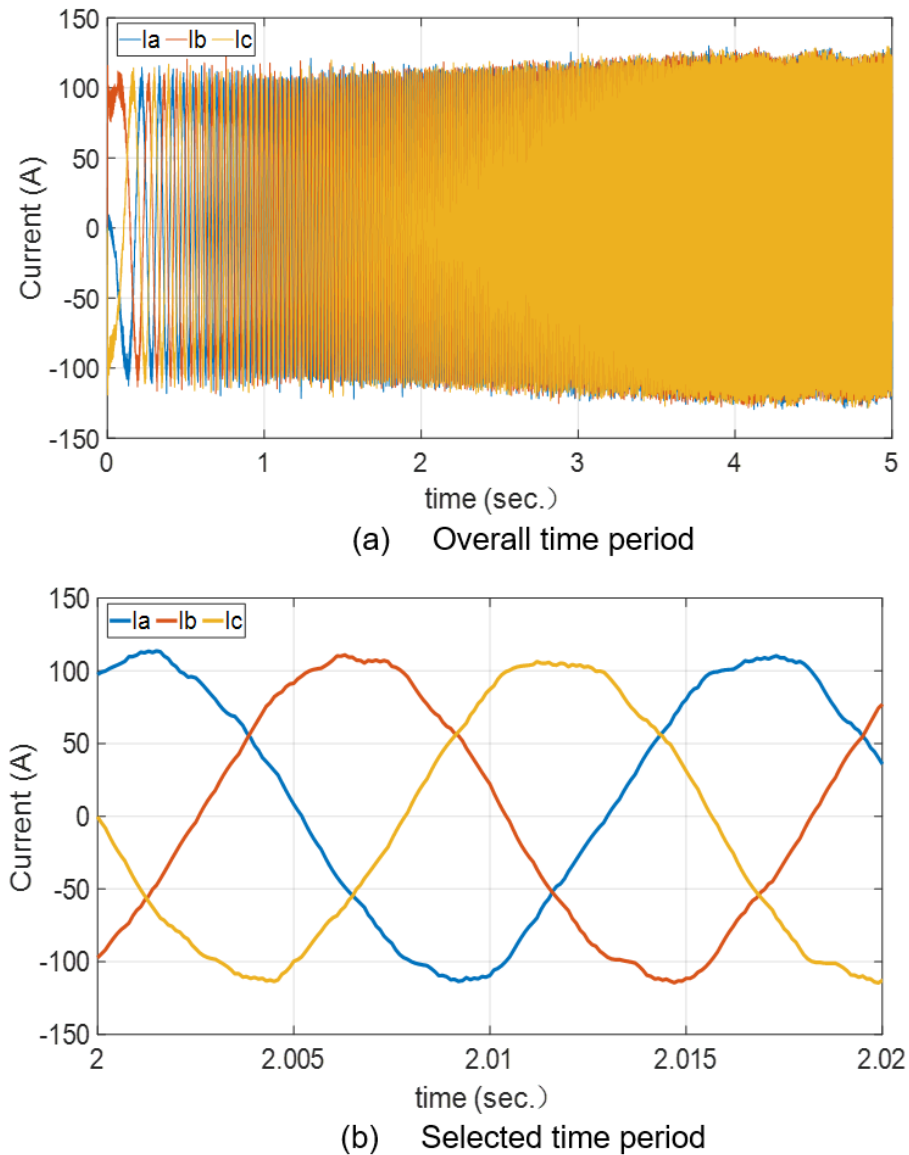 150
Ia Ib Ic
100
50
0
-50
-100
-150
Current (A)
0 1 2 3 4 5
time (sec.）
(a) Overall time period
150
Ia Ib Ic
100
50
0
-50
-100
-150
Current (A)
2 2.005 2.01 2.015 2.02
time (sec.）
(b) Selected time period